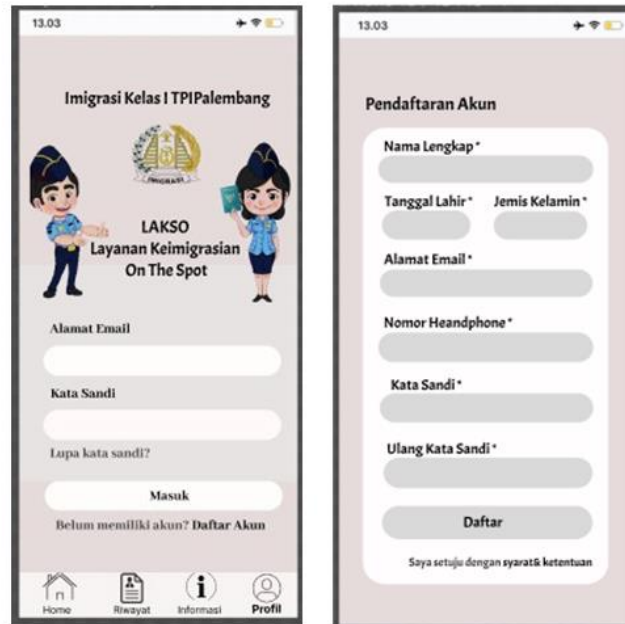 13.03
Imigrasi Kelas I TPIPalembang
IMIGRASI
LAKSO
Layanan Keimigrasian
On The Spot
Alamat Email
Kata Sandi
Lupa kata sandi?
Masuk
Belum memiliki akun? Daftar Akun
Home Riwayat Informasi Profil
13.03
Pendaftaran Akun
Nama Lengkap*
Tanggal Lahir* Jemis Kelamin*
Alamat Email*
Nomor Heandphone*
Kata Sandi*
Ulang Kata Sandi*
Daftar
Saya setuju dengan syarat& ketentuan